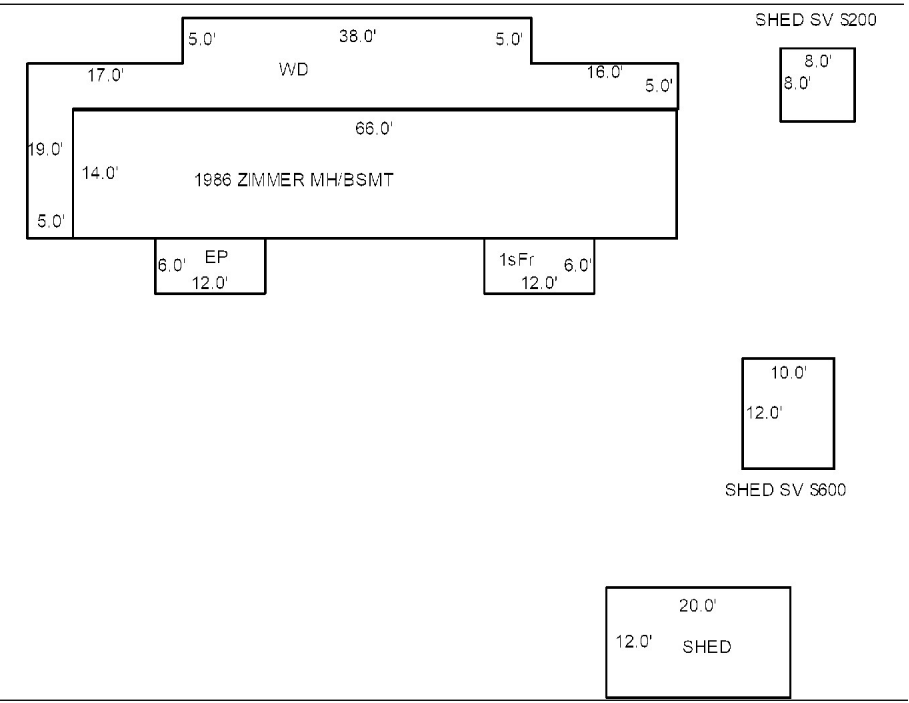 SHED SV S200
5.0' 38.0' 5.0'
8.0'
17.0' WD 16.0'
8.0'
5.0'
66.0'
19.0'
14.0' 1986 ZIMMER MH/BSMT
5.0'
6.0' EP 1sFr 6.0'
12.0' 12.0'
10.0'
12.0'
SHED SV S600
20.0'
12.0' SHED